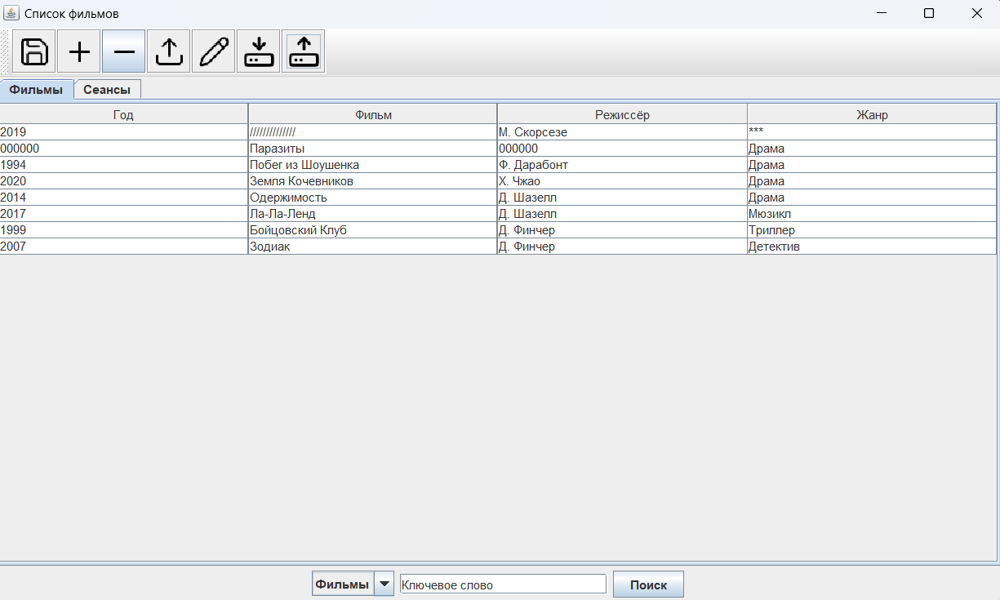 Список фильмов
Фильмы Сеансы
Год Фильм Режиссёр Жанр
2019 ////////////// М. Скорсезе ***
000000 Паразиты 000000 Драма
1994 Побег из Шоушенка Ф. Дарабонт Драма
2020 Земля Кочевников Х. Чжао Драма
2014 Одержимость Д. Шазелл Драма
2017 Ла-Ла-Ленд Д. Шазелл Мюзикл
1999 Бойцовский Клуб Д. Финчер Триллер
2007 Зодиак Д. Финчер Детектив
Фильмы Ключевое слово Поиск